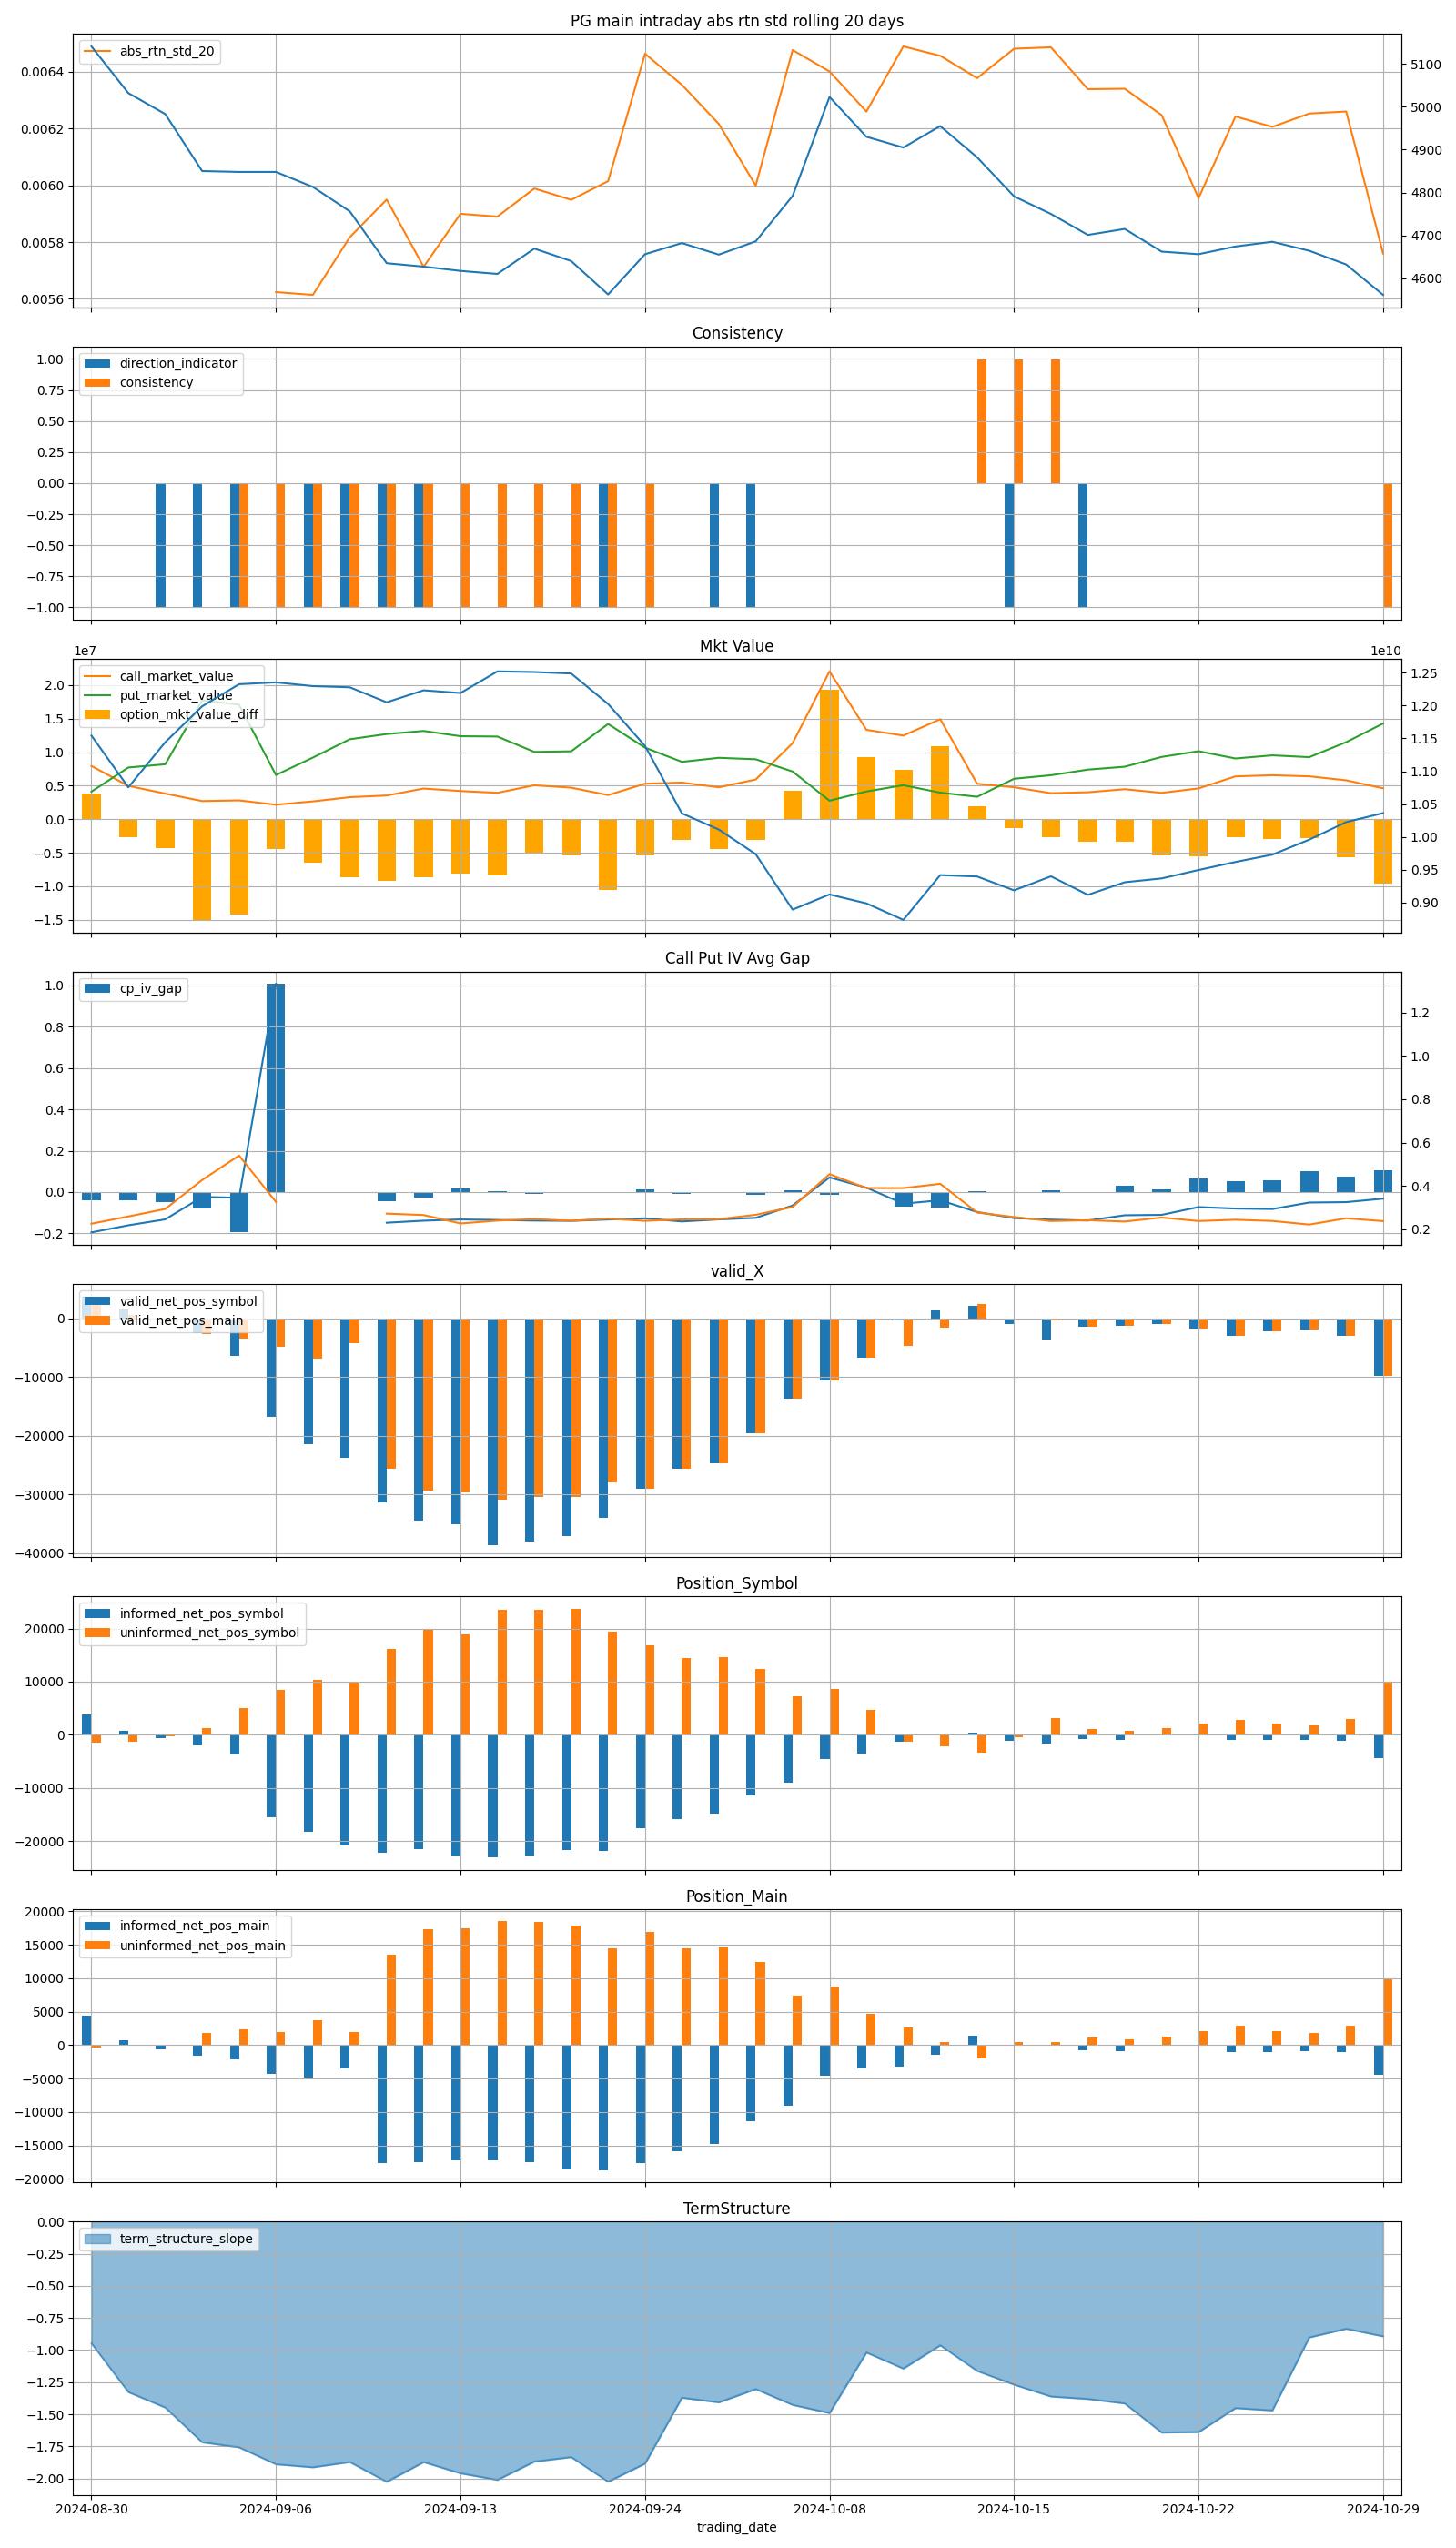 PG main intraday abs rtn std rolling 20 days
abs_rtn_std_20
0.0064
0.0062
0.0060
0.0058
0.0056
5100
5000
4900
4800
4700
4600
Consistency
direction_indicator
consistency
1.00
0.75
0.50
0.25
0.00
−0.25
−0.50
−0.75
−1.00
Mkt Value
1e7
1e10
call_market_value
put_market_value
option_mkt_value_diff
2.0
1.5
1.0
0.5
0.0
−0.5
−1.0
−1.5
1.25
1.20
1.15
1.10
1.05
1.00
0.95
0.90
Call Put IV Avg Gap
cp_iv_gap
1.0
0.8
0.6
0.4
0.2
0.0
−0.2
1.2
1.0
0.8
0.6
0.4
0.2
valid_X
valid_net_pos_symbol
valid_net_pos_main
0
−10000
−20000
−30000
−40000
Position_Symbol
informed_net_pos_symbol
uninformed_net_pos_symbol
20000
10000
0
−10000
−20000
Position_Main
informed_net_pos_main
uninformed_net_pos_main
20000
15000
10000
5000
0
−5000
−10000
−15000
−20000
TermStructure
term_structure_slope
0.00
−0.25
−0.50
−0.75
−1.00
−1.25
−1.50
−1.75
−2.00
2024-08-30 2024-09-06 2024-09-13 2024-09-24 2024-10-08 2024-10-15 2024-10-22 2024-10-29
trading_date